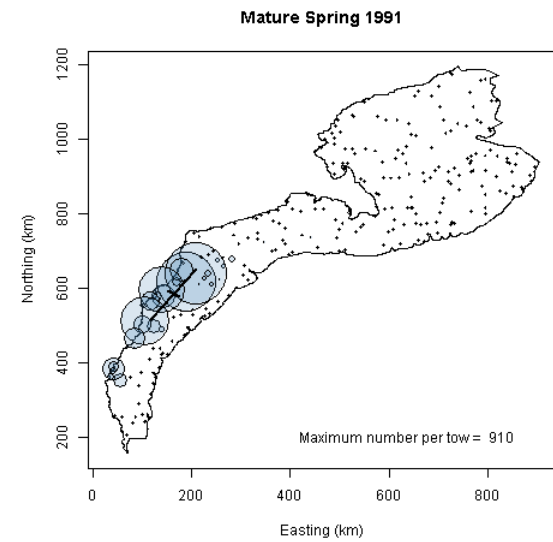 Mature Spring 1991
1200
1000
800
600
400
200
Northing (km)
Maximum number per tow = 910
0 200 400 600 800
Easting (km)